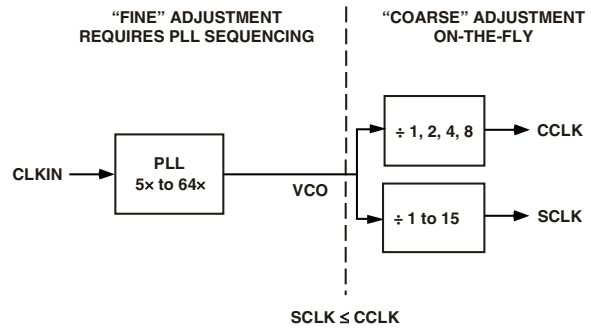 “FINE” ADJUSTMENT
REQUIRES PLL SEQUENCING
“COARSE” ADJUSTMENT
ON-THE-FLY
÷ 1, 2, 4, 8
CCLK
CLKIN
PLL
5× to 64×
VCO
÷ 1 to 15
SCLK
SCLK ≤ CCLK